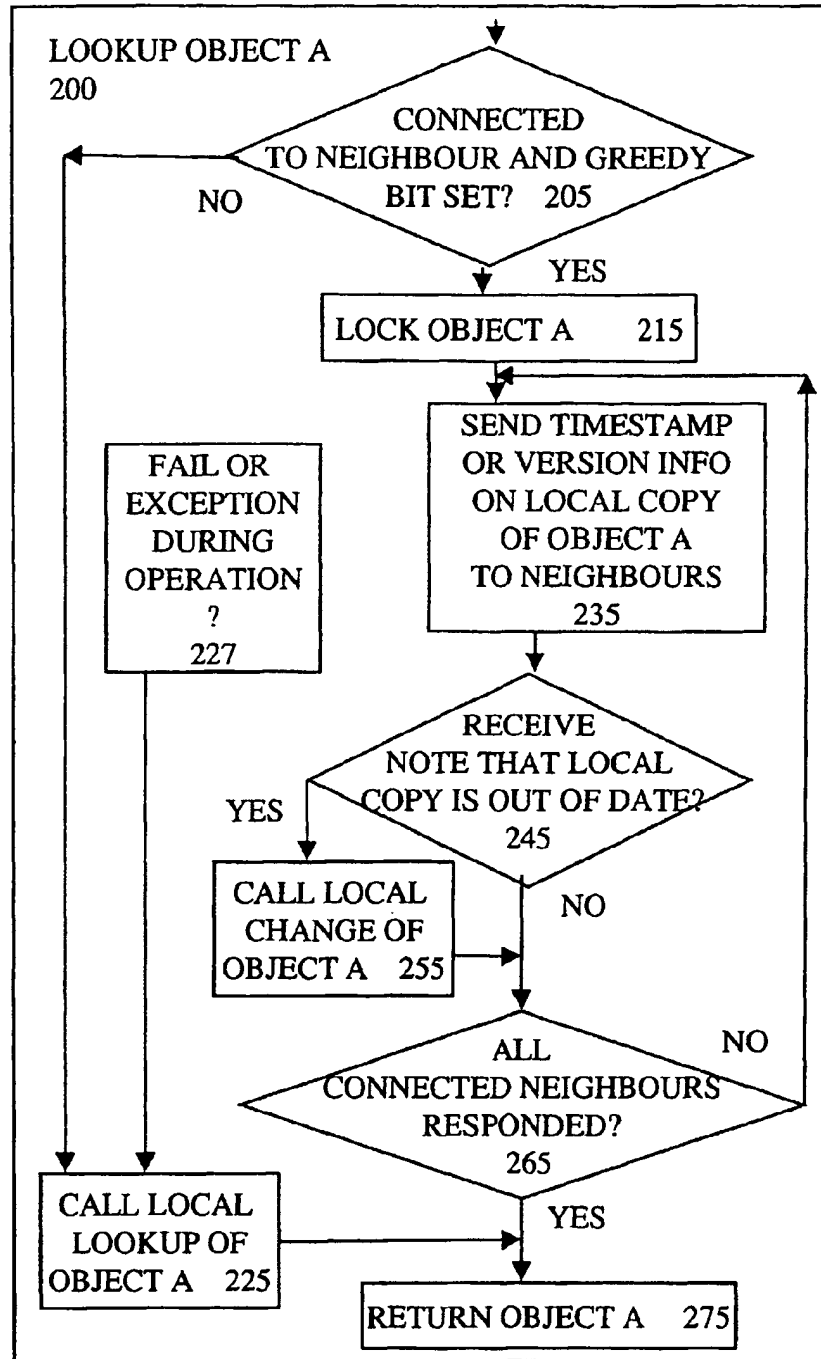 LOOKUP OBJECT A
200
CONNECTED
TO NEIGHBOUR AND GREEDY
BIT SET? 205
NO
YES
LOCK OBJECT A 215
SEND TIMESTAMP
OR VERSION INFO
ON LOCAL COPY
OF OBJECT A
TO NEIGHBOURS
235
FAIL OR
EXCEPTION
DURING
OPERATION
?
227
RECEIVE
NOTE THAT LOCAL
COPY IS OUT OF DATE?
245
YES
NO
CALL LOCAL
CHANGE OF
OBJECT A 255
ALL
CONNECTED NEIGHBOURS
RESPONDED?
265
NO
YES
CALL LOCAL
LOOKUP OF
OBJECT A 225
RETURN OBJECT A 275